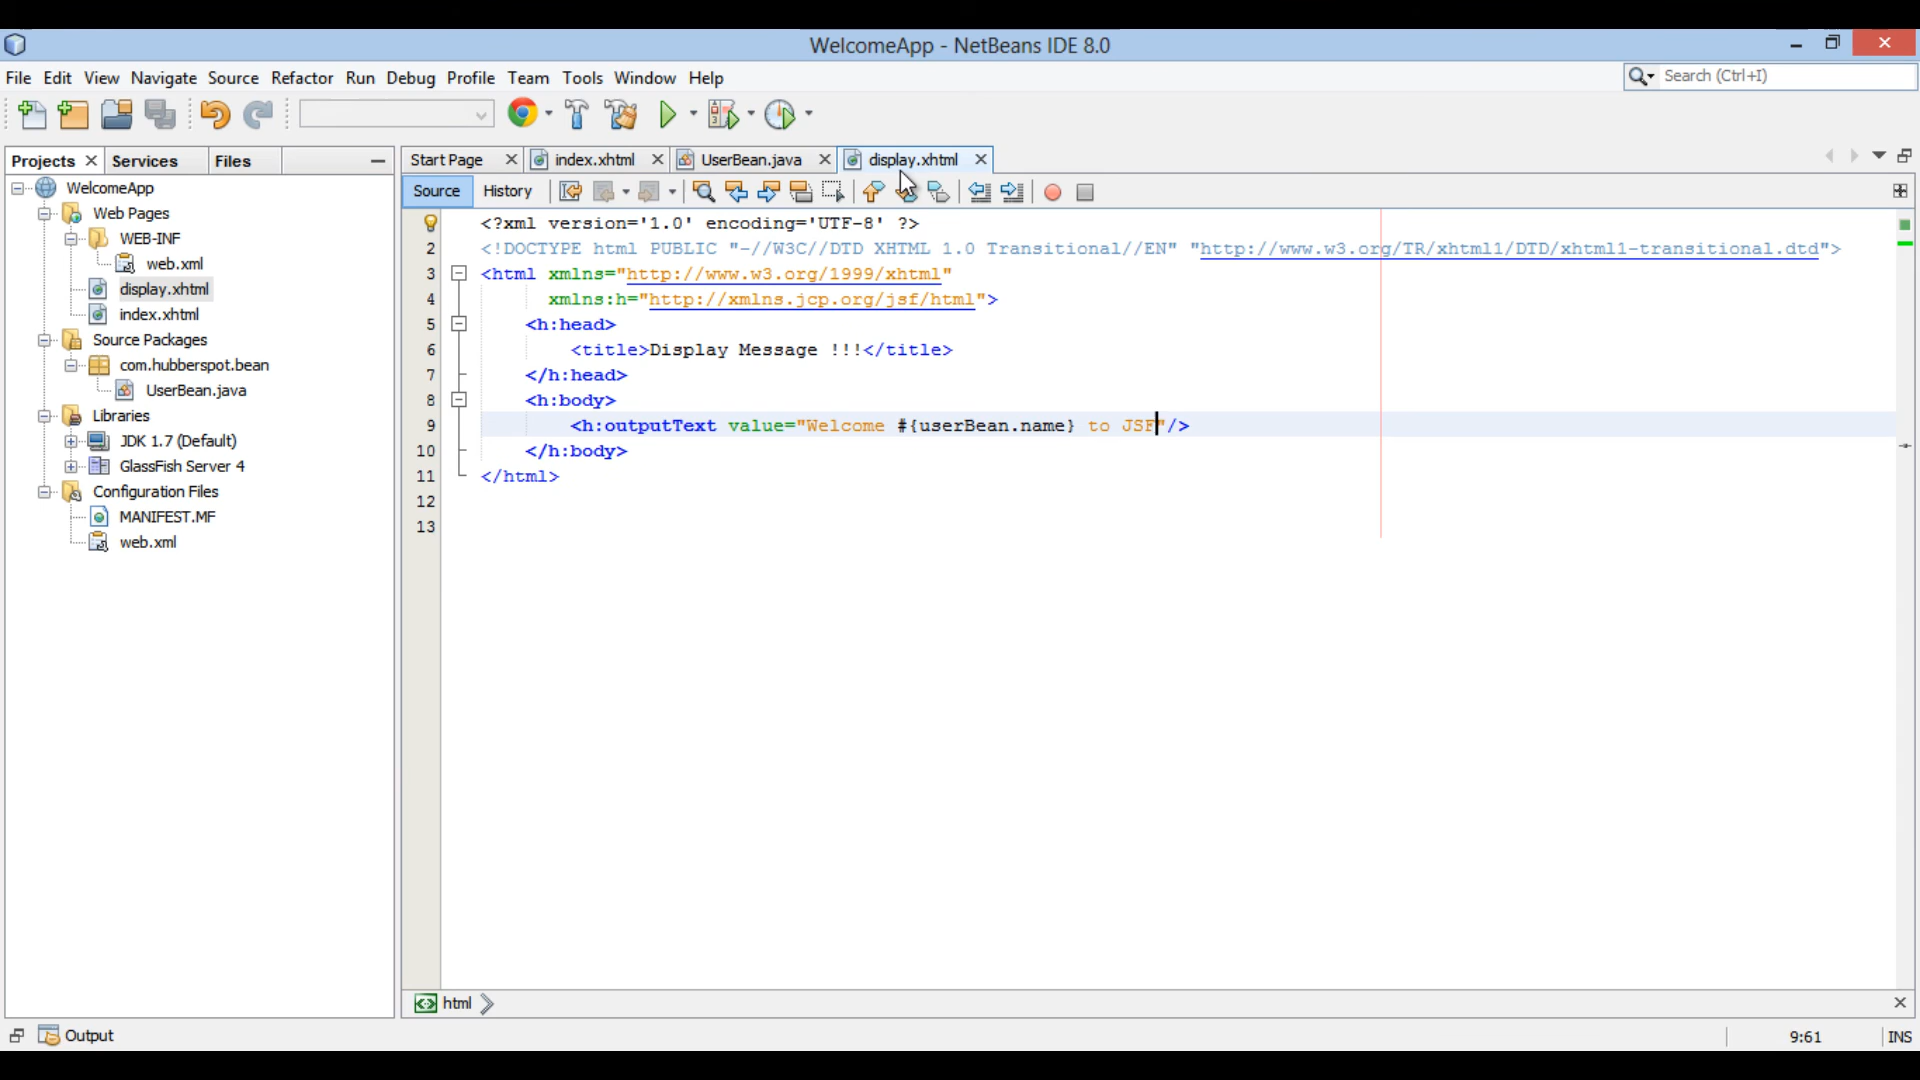 WelcomeApp - NetBeans IDE 8.0
File Edit View Navigate Source Refactor Run Debug Profile Team Tools Window Help
Search (Ctrl+I)
Projects Services Files
Start Page index.xhtml UserBean.java display.xhtml
Source History
WelcomeApp
Web Pages
WEB-INF
web.xml
display.xhtml
index.xhtml
Source Packages
com.hubberspot.bean
UserBean.java
Libraries
JDK 1.7 (Default)
GlassFish Server 4
Configuration Files
MANIFEST.MF
web.xml
<?xml version='1.0' encoding='UTF-8' ?>
2 <!DOCTYPE html PUBLIC "-//W3C//DTD XHTML 1.0 Transitional//EN" "http://www.w3.org/TR/xhtml1/DTD/xhtml1-transitional.dtd">
3 <html xmlns="http://www.w3.org/1999/xhtml"
4 xmlns:h="http://xmlns.jcp.org/jsf/html">
5 <h:head>
6 <title>Display Message !!!</title>
7 </h:head>
8 <h:body>
9 <h:outputText value="Welcome #{userBean.name} to JSF"/>
10 </h:body>
11 </html>
12
13
html
Output
9:61 INS